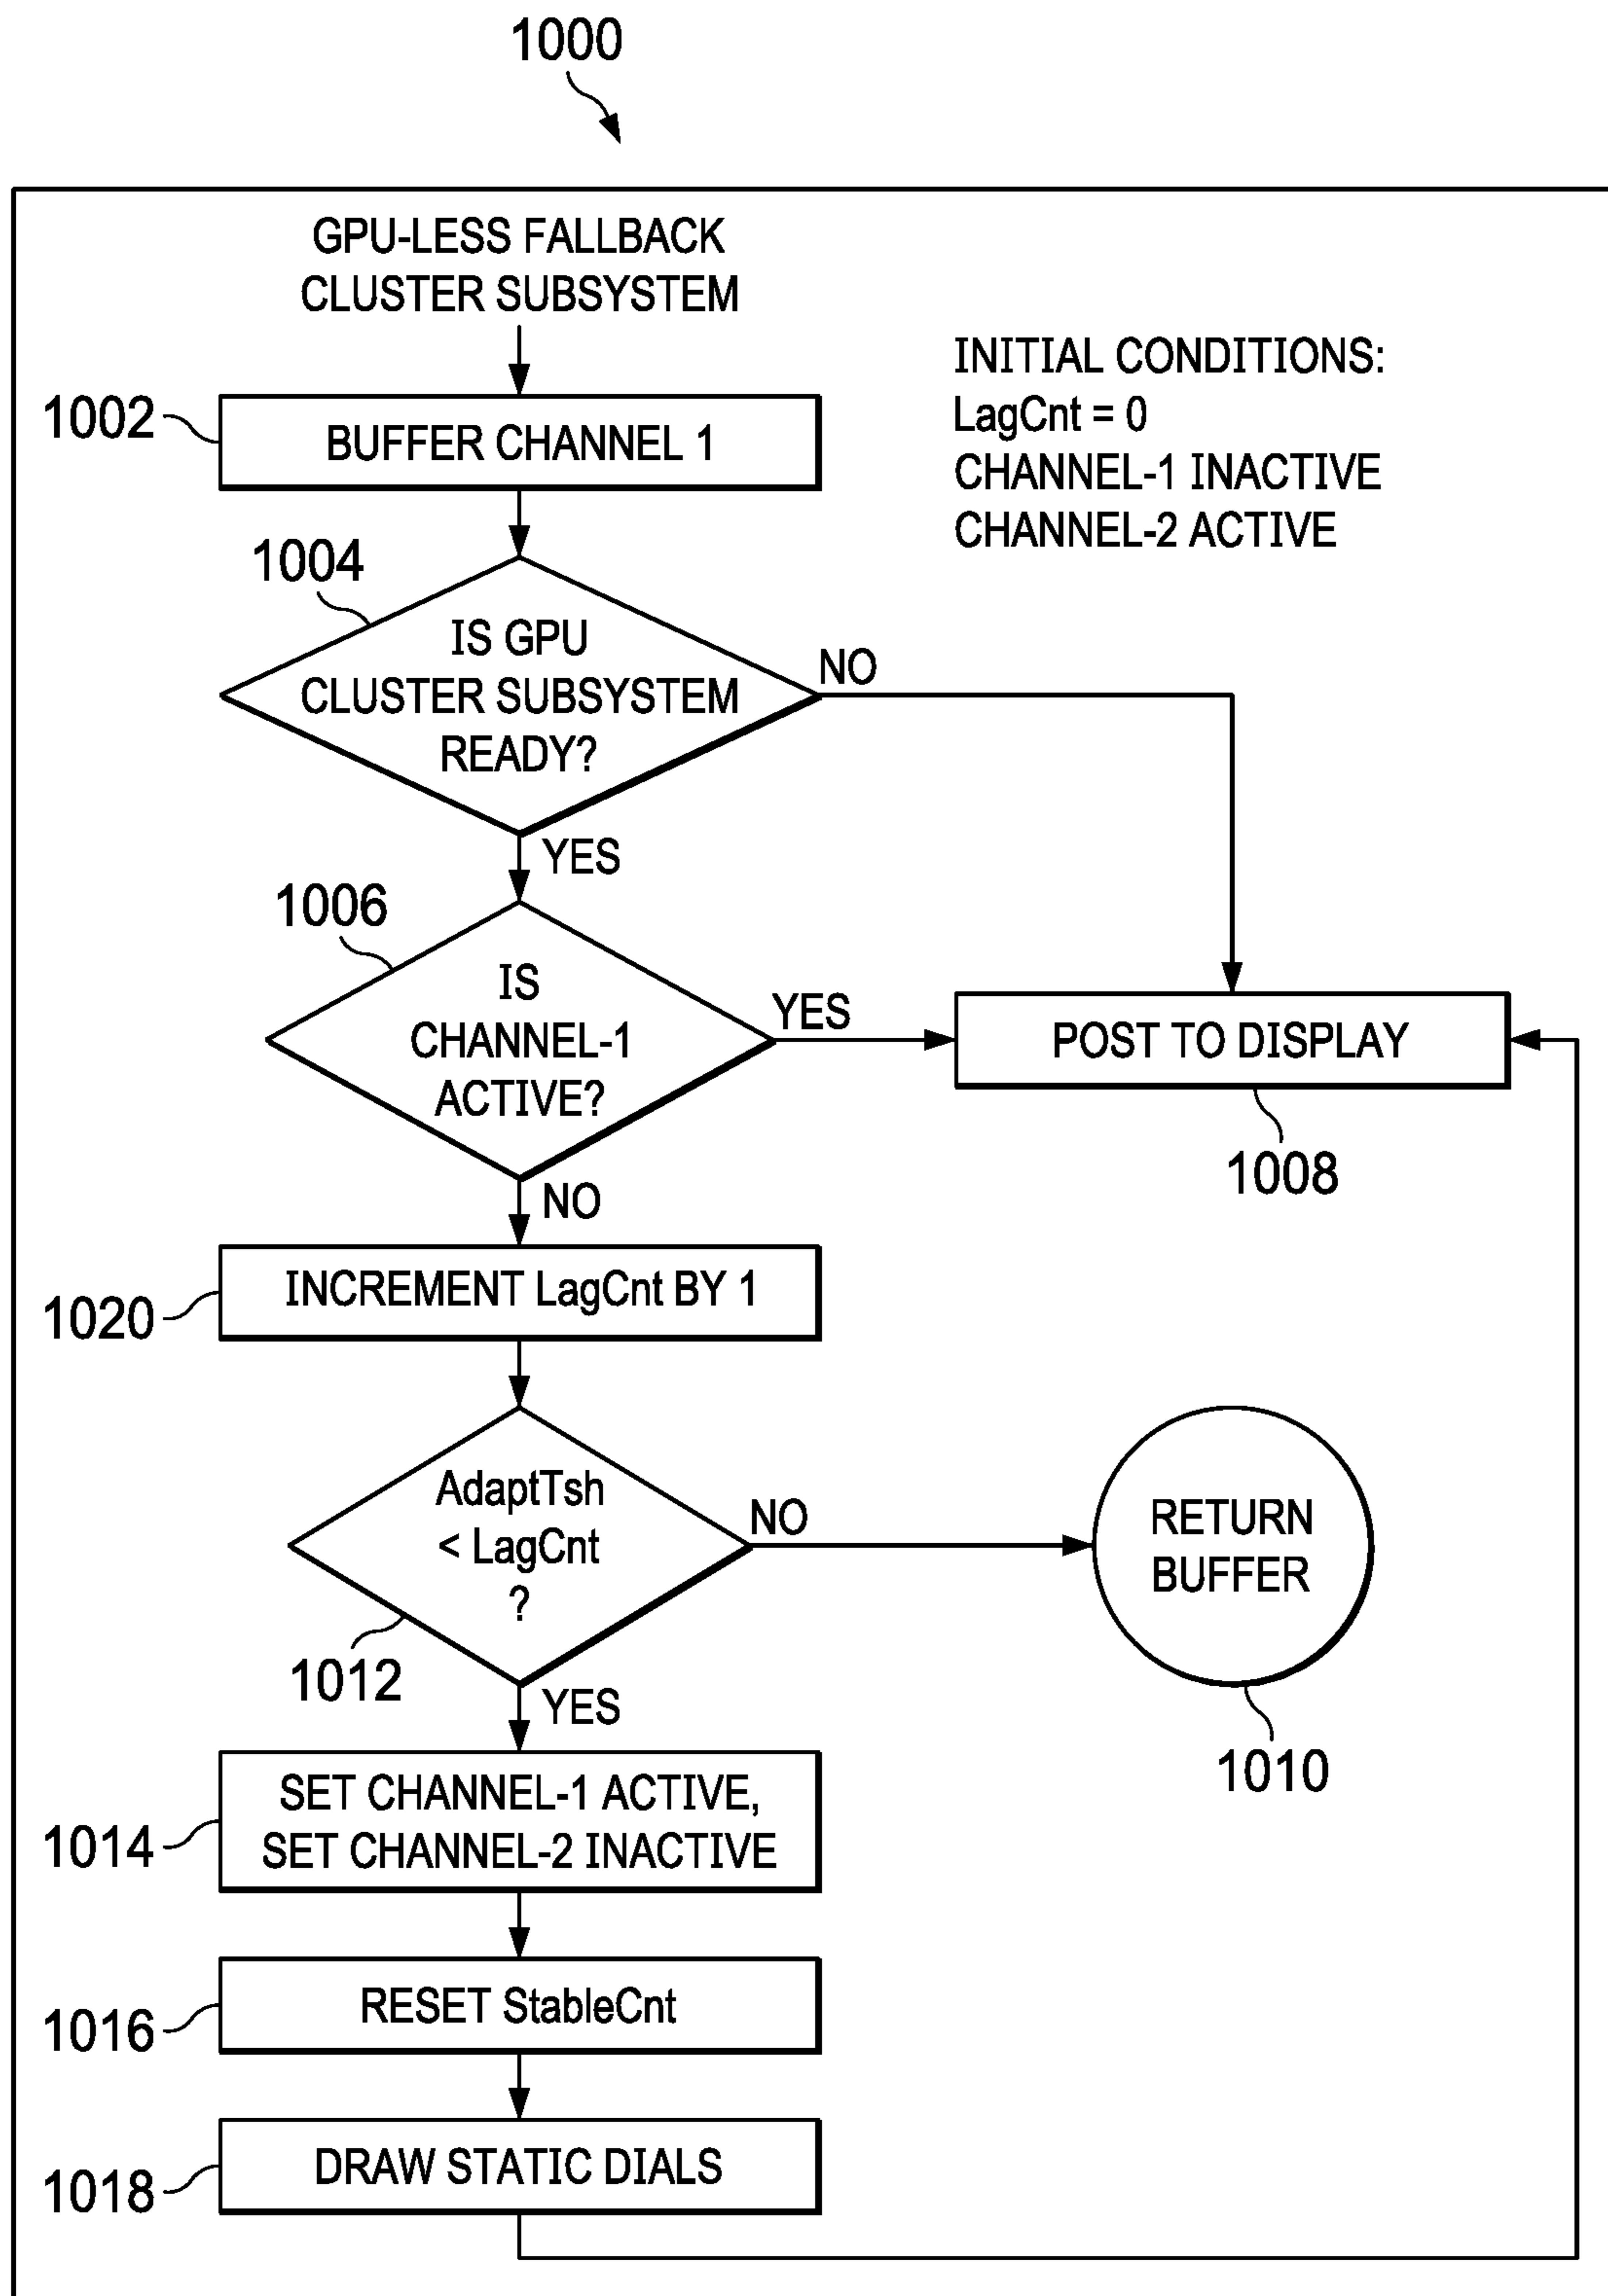 1000
GPU-LESS FALLBACK
CLUSTER SUBSYSTEM
INITIAL CONDITIONS:
LagCnt = 0
CHANNEL-1 INACTIVE
CHANNEL-2 ACTIVE
1002
BUFFER CHANNEL 1
1004
IS GPU
CLUSTER SUBSYSTEM
READY?
NO
YES
1006
IS
CHANNEL-1
ACTIVE?
YES
POST TO DISPLAY
1008
NO
INCREMENT LagCnt BY 1
1020
AdaptTsh
< LagCnt
?
NO
RETURN
BUFFER
1012
1010
YES
SET CHANNEL-1 ACTIVE,
SET CHANNEL-2 INACTIVE
1014
RESET StableCnt
1016
DRAW STATIC DIALS
1018